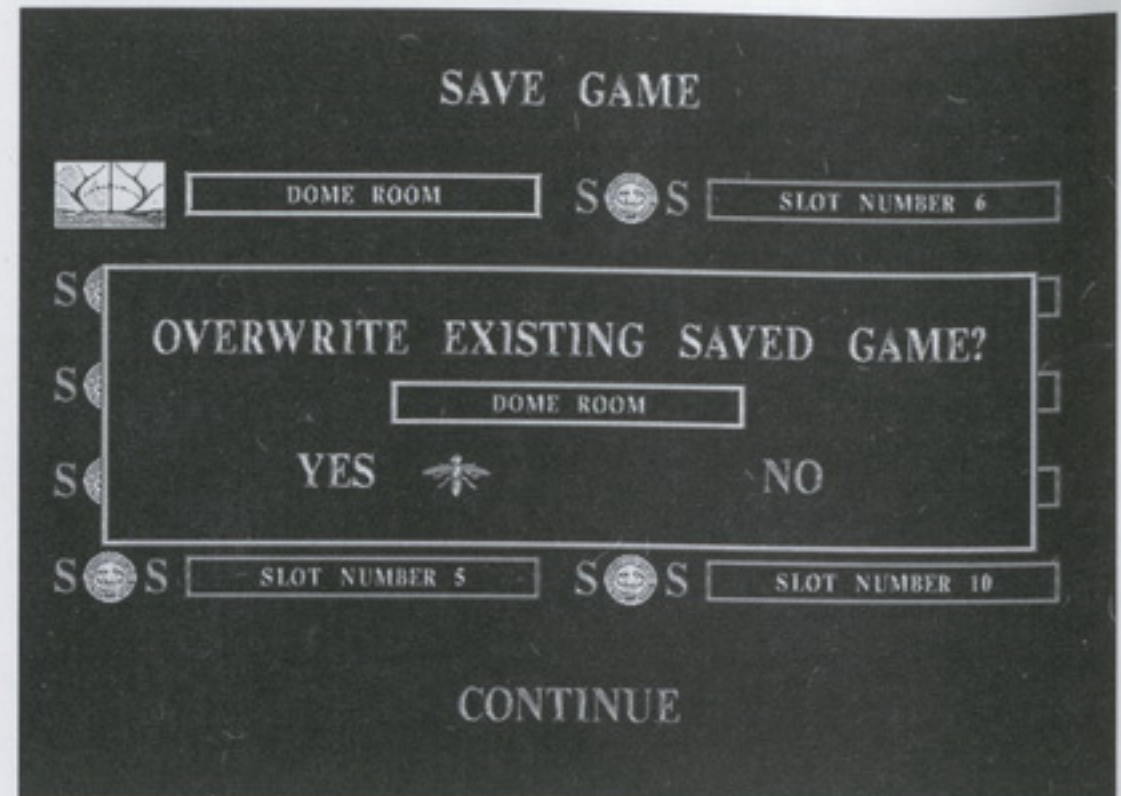 SAVE GAME
DOME ROOM
S S SLOT NUMBER 6
S
OVERWRITE EXISTING SAVED GAME?
S
DOME ROOM
YES NO
S
S S SLOT NUMBER 5
S S SLOT NUMBER 10
CONTINUE